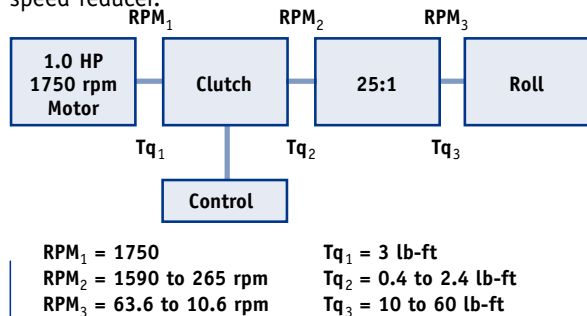 speed reducer.
RPM₁ RPM₂ RPM₃
1.0 HP
1750 rpm
Motor
Clutch
25:1
Roll
Tq₁ Tq₂ Tq₃
Control
RPM₁ = 1750
RPM₂ = 1590 to 265 rpm
RPM₃ = 63.6 to 10.6 rpm
Tq₁ = 3 lb-ft
Tq₂ = 0.4 to 2.4 lb-ft
Tq₃ = 10 to 60 lb-ft